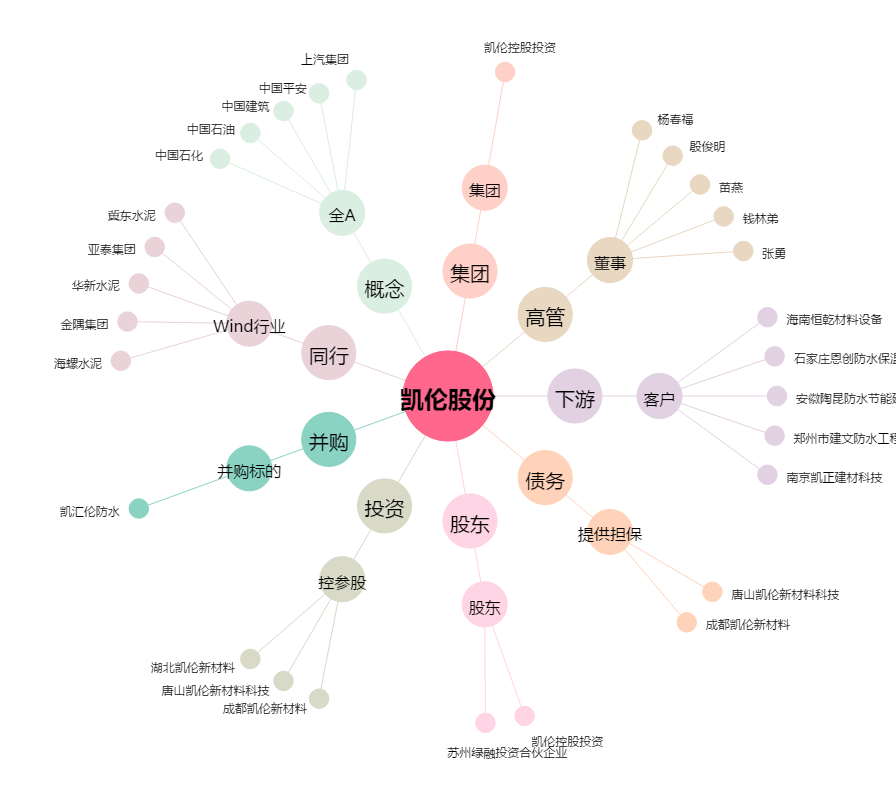 凯伦控股投资
上汽集团
中国平安
中国建筑
中国石油
中国石化
杨春福
殷俊明
苗燕
钱林弟
张勇
集团
全A
冀东水泥
亚泰集团
华新水泥
金隅集团
海螺水泥
董事
集团
概念
高管
Wind行业
同行
海南恒乾材料设备
石家庄恩创防水保温
安徽陶昆防水节能
郑州市建文防水工程
南京凯正建材科技
凯伦股份
下游
客户
并购
并购标的
凯汇伦防水
债务
投资
股东
提供担保
控参股
股东
唐山凯伦新材料科技
成都凯伦新材料
湖北凯伦新材料
唐山凯伦新材料科技
成都凯伦新材料
凯伦控股投资
苏州绿融投资合伙企业